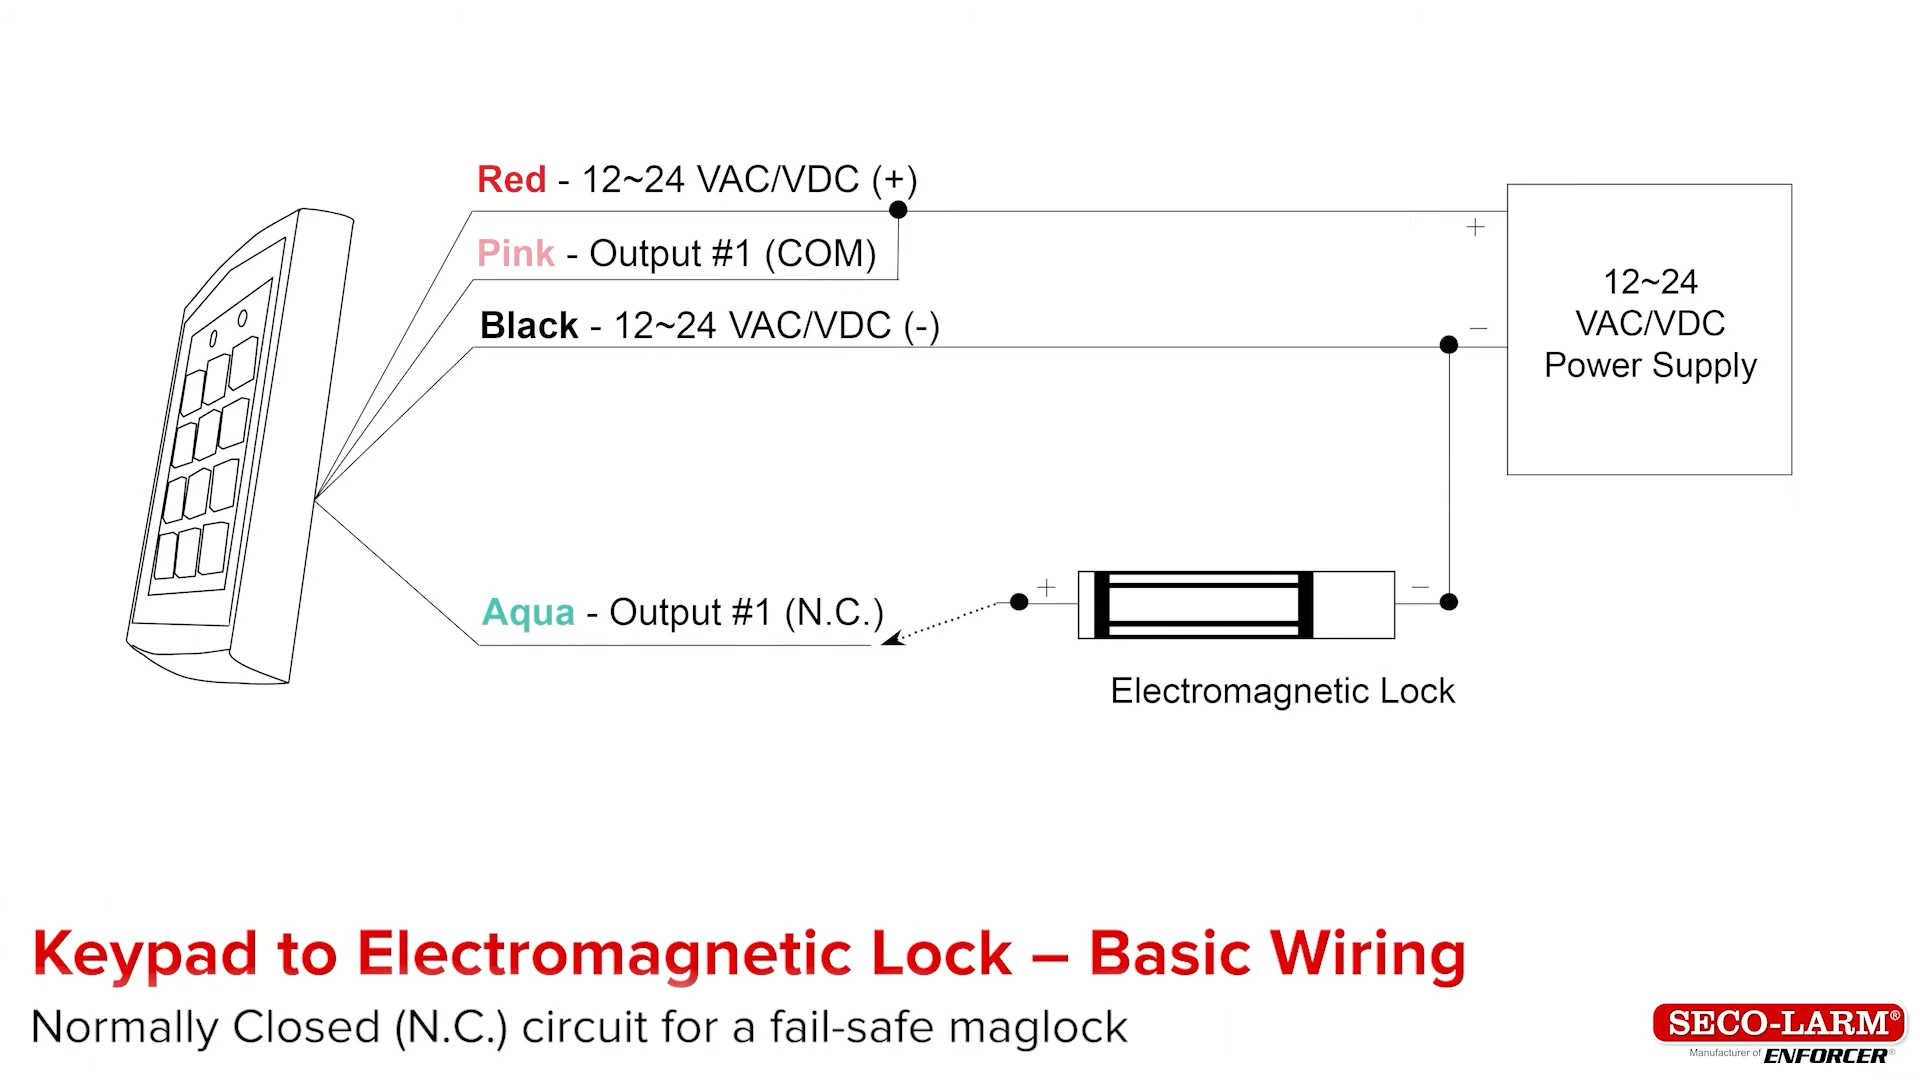 Red - 12~24 VAC/VDC (+)
Pink - Output #1 (COM)
Black - 12~24 VAC/VDC (-)
+
−
12~24
VAC/VDC
Power Supply
Aqua - Output #1 (N.C.)
+
−
Electromagnetic Lock
Keypad to Electromagnetic Lock – Basic Wiring
Normally Closed (N.C.) circuit for a fail-safe maglock
SECO-LARM®
Manufacturer of ENFORCER®